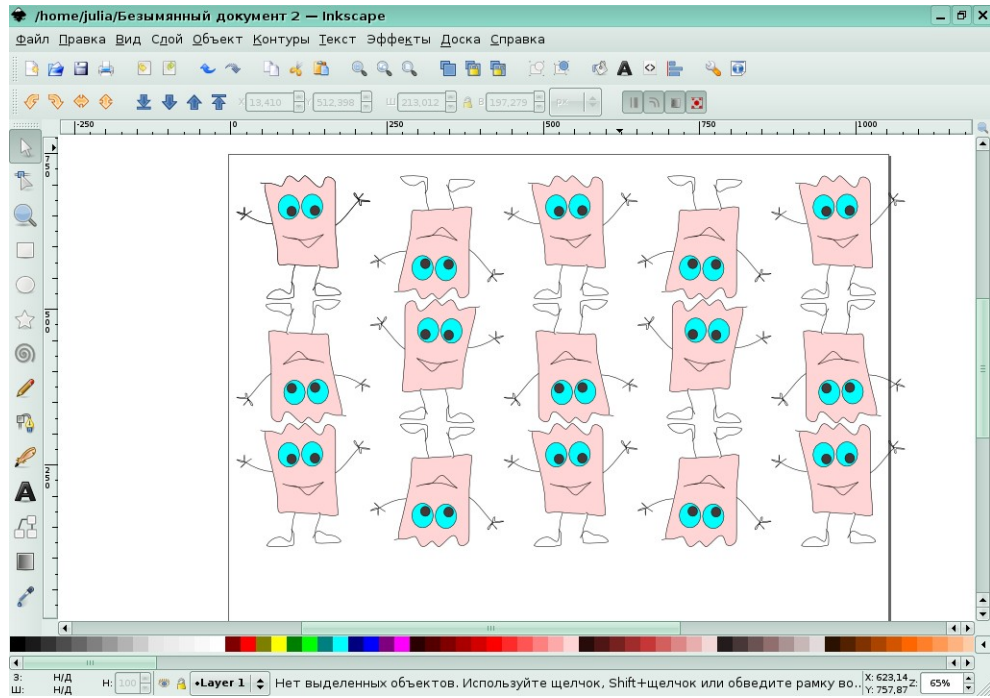 /home/julia/Безымянный документ 2 — Inkscape
Файл Правка Вид Слой Объект Контуры Текст Эффекты Доска Справка
X 13,410 Y 512,398 Ш 213,012 В 197,279 px
-250 0 250 500 750 1000
750
500
250
З: Н/Д Н: 100 •Layer 1 Нет выделенных объектов. Используйте щелчок, Shift+щелчок или обведите рамку во.. X: 623,14 Z: 65%
Ш: Н/Д Y: 757,87